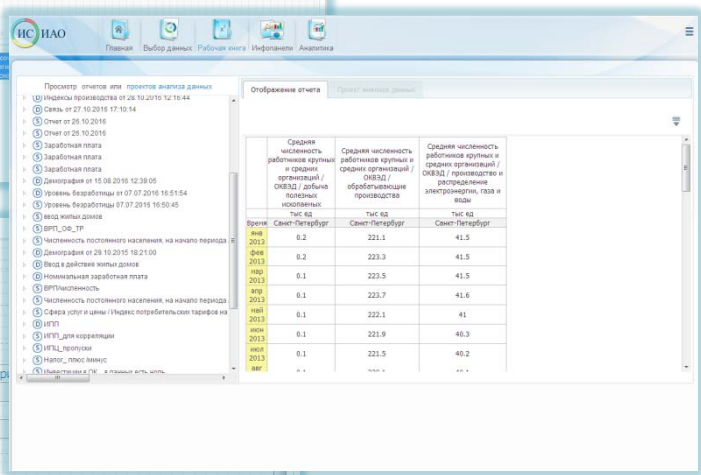 ИС ИАО
Главная Выбор данных Рабочая книга Инфопанели Аналитика
Просмотр отчетов или проектов анализа данных
D Индексы производства от 28.10.2016 12:16:44
D Связь от 27.10.2016 17:10:14
S Отчет от 26.10.2016
S Отчет от 26.10.2016
S Заработная плата
S Заработная плата
S Заработная плата
D Демография от 15.08.2016 12:39:05
D Уровень безработицы от 07.07.2016 16:51:54
S Уровень безработицы 07.07.2016 16:50:45
S ввод жилых домов
S ВРП_ОФ_ТР
S Численность постоянного населения, на начало периода
D Демография от 29.10.2015 18:21:00
D Ввод в действие жилых домов
D Номинальная заработная плата
S ВРП/численность
S Численность постоянного населения, на начало периода
S Сфера услуг и цены / Индекс потребительских тарифов на
D ИПП
S ИПП_для корреляции
S ИПЦ_пропуски
S Налог_ плюс /минус
S Инвестиции в ОК_ в данных есть ноль
Отображение отчета Проект анализа данных
Средняя численность работников крупных и средних организаций / ОКВЭД / добыча полезных ископаемых
Средняя численность работников крупных и средних организаций / ОКВЭД / обрабатывающие производства
Средняя численность работников крупных и средних организаций / ОКВЭД / производство и распределение электроэнергии, газа и воды
тыс ед тыс ед тыс ед
Время Санкт-Петербург Санкт-Петербург Санкт-Петербург
янв 2013 0.2 221.1 41.5
фев 2013 0.2 223.3 41.5
мар 2013 0.1 223.5 41.5
апр 2013 0.1 223.7 41.6
май 2013 0.1 222.1 41
июн 2013 0.1 221.9 40.3
июл 2013 0.1 221.5 40.2
авг